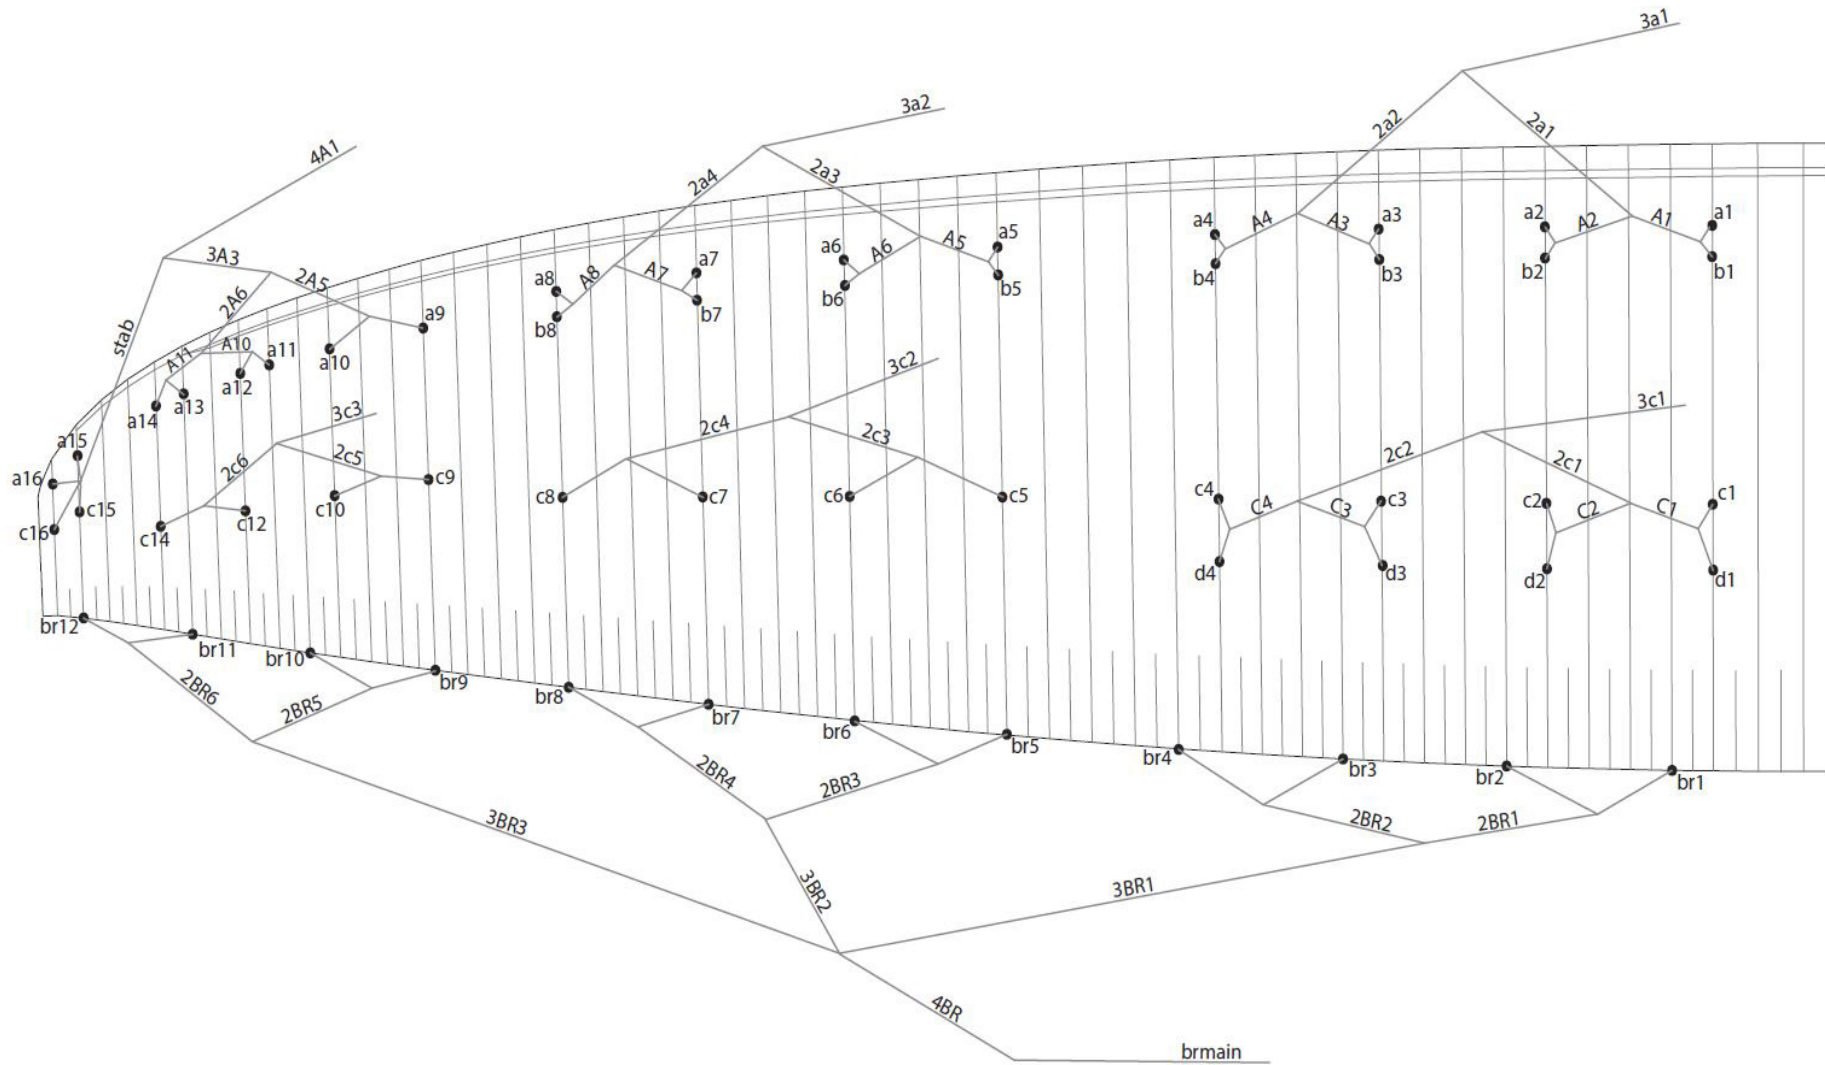 3a1
3a2
2a2
2a1
4A1
2a4
2a3
a4
A4
A3
a3
a2
A2
A1
a1
3A3
2A5
a6
A6
A5
a5
b4
b3
b2
b1
2A6
a8
A8
A7
a7
b6
b5
stab
a9
b8
b7
A11
A10
a11
a10
a12
a14
a13
3c3
3c2
3c1
2c4
2c3
a15
2c6
2c5
2c2
2c1
a16
c9
c15
c16
c14
c12
c10
c8
c7
c6
c5
c4
C4
C3
c3
c2
C2
C1
c1
d4
d3
d2
d1
br12
br11
br10
br9
br8
br7
br6
br5
br4
br3
br2
br1
2BR6
2BR5
2BR4
2BR3
2BR2
2BR1
3BR3
3BR2
3BR1
4BR
brmain